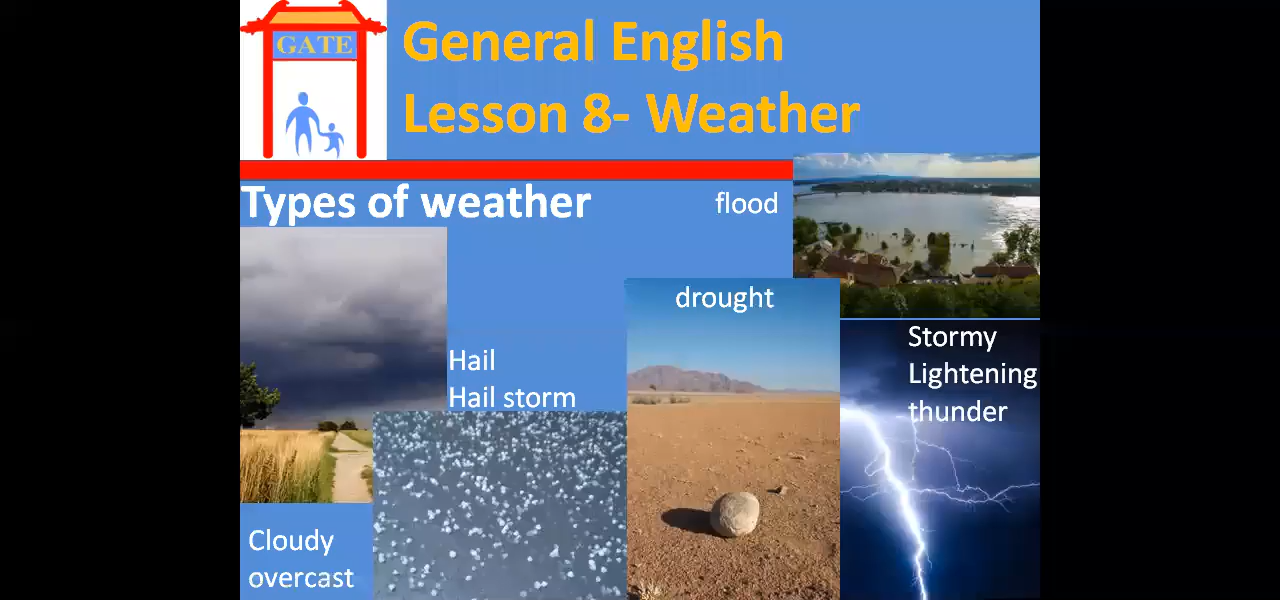 GATE
General English
Lesson 8- Weather
Types of weather
flood
drought
Stormy
Lightening
thunder
Hail
Hail storm
Cloudy
overcast